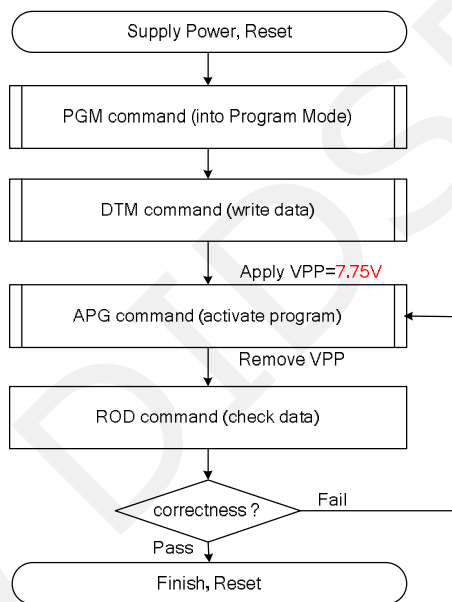 Supply Power, Reset
PGM command (into Program Mode)
DTM command (write data)
Apply VPP=7.75V
APG command (activate program)
Remove VPP
ROD command (check data)
correctness ?
Fail
Pass
Finish, Reset